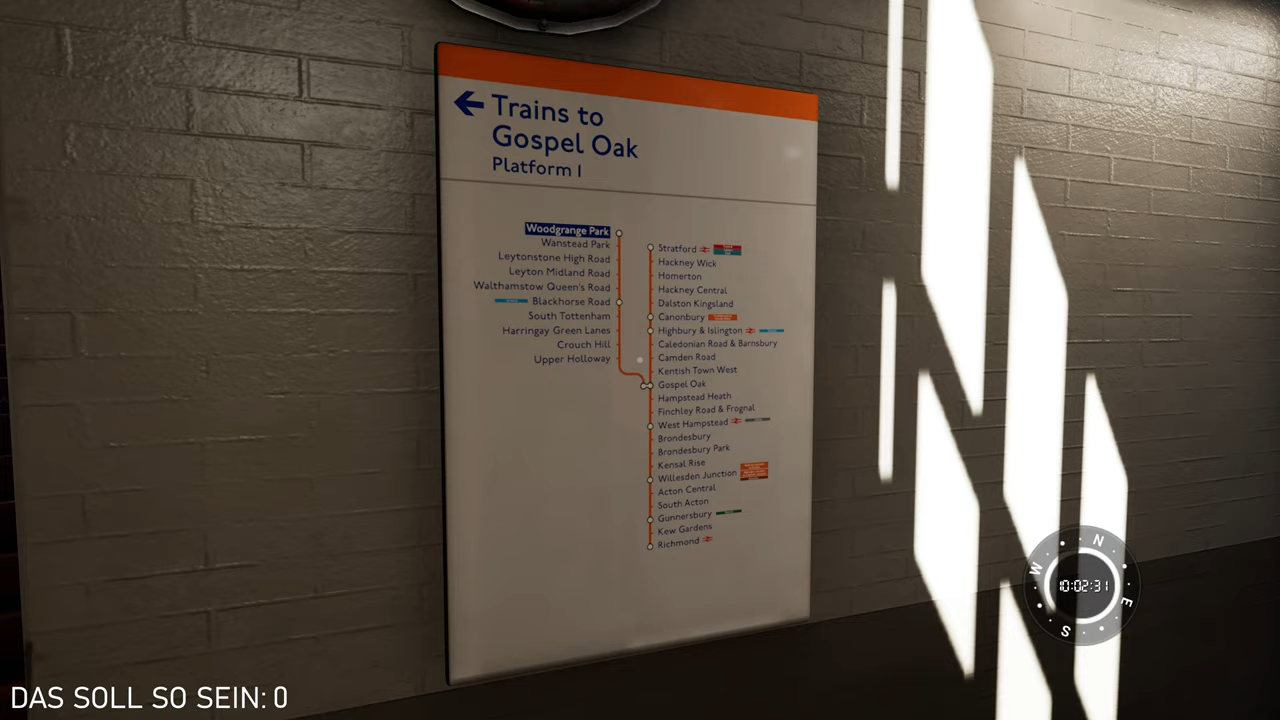 Trains to
Gospel Oak
Platform 1
Woodgrange Park
Wanstead Park
Leytonstone High Road
Leyton Midland Road
Walthamstow Queen's Road
Blackhorse Road
South Tottenham
Harringay Green Lanes
Crouch Hill
Upper Holloway
Stratford
Hackney Wick
Homerton
Hackney Central
Dalston Kingsland
Canonbury
Highbury & Islington
Caledonian Road & Barnsbury
Camden Road
Kentish Town West
Gospel Oak
Hampstead Heath
Finchley Road & Frognal
West Hampstead
Brondesbury
Brondesbury Park
Kensal Rise
Willesden Junction
Acton Central
South Acton
Gunnersbury
Kew Gardens
Richmond
N
W
10:02:31
E
S
DAS SOLL SO SEIN: 0